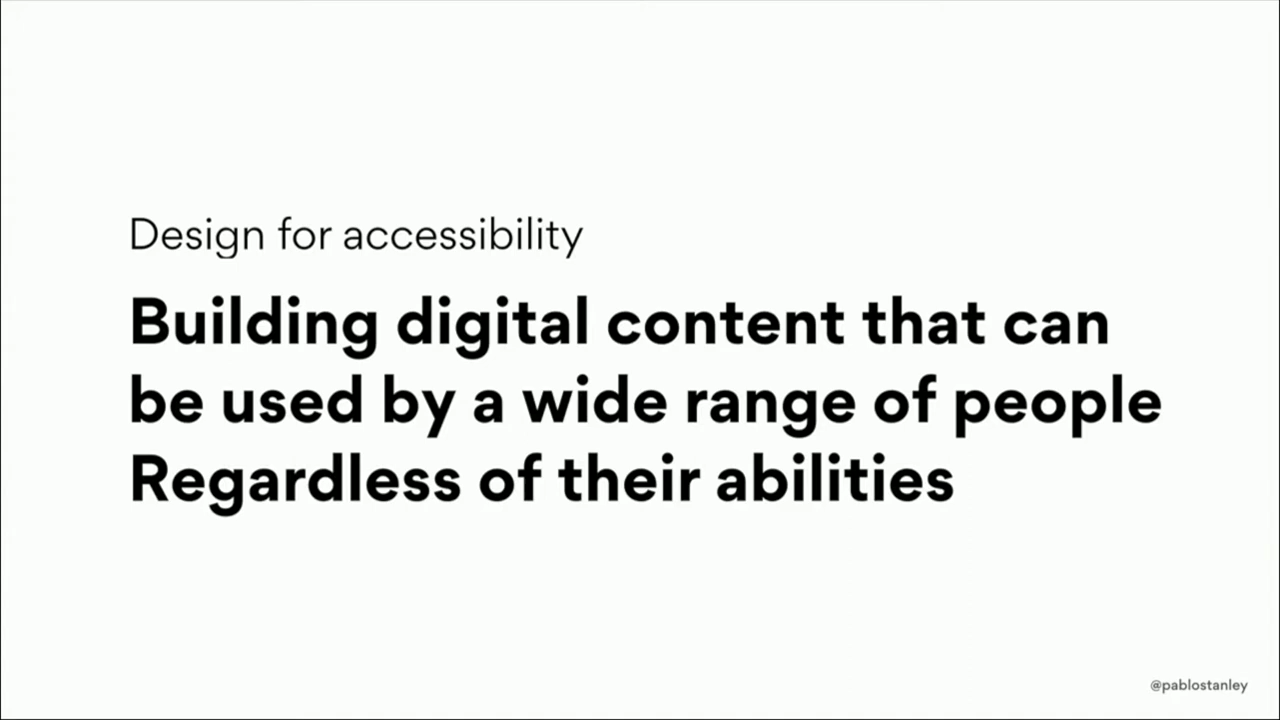 Design for accessibility
Building digital content that can
be used by a wide range of people
Regardless of their abilities
@pablostanley